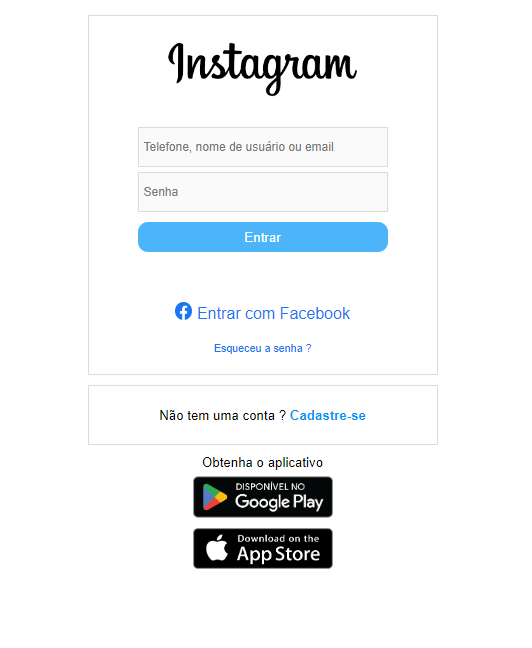 Instagram
Telefone, nome de usuário ou email
Senha
Entrar
Entrar com Facebook
Esqueceu a senha ?
Não tem uma conta ? Cadastre-se
Obtenha o aplicativo
DISPONÍVEL NO
Google Play
Download on the
App Store